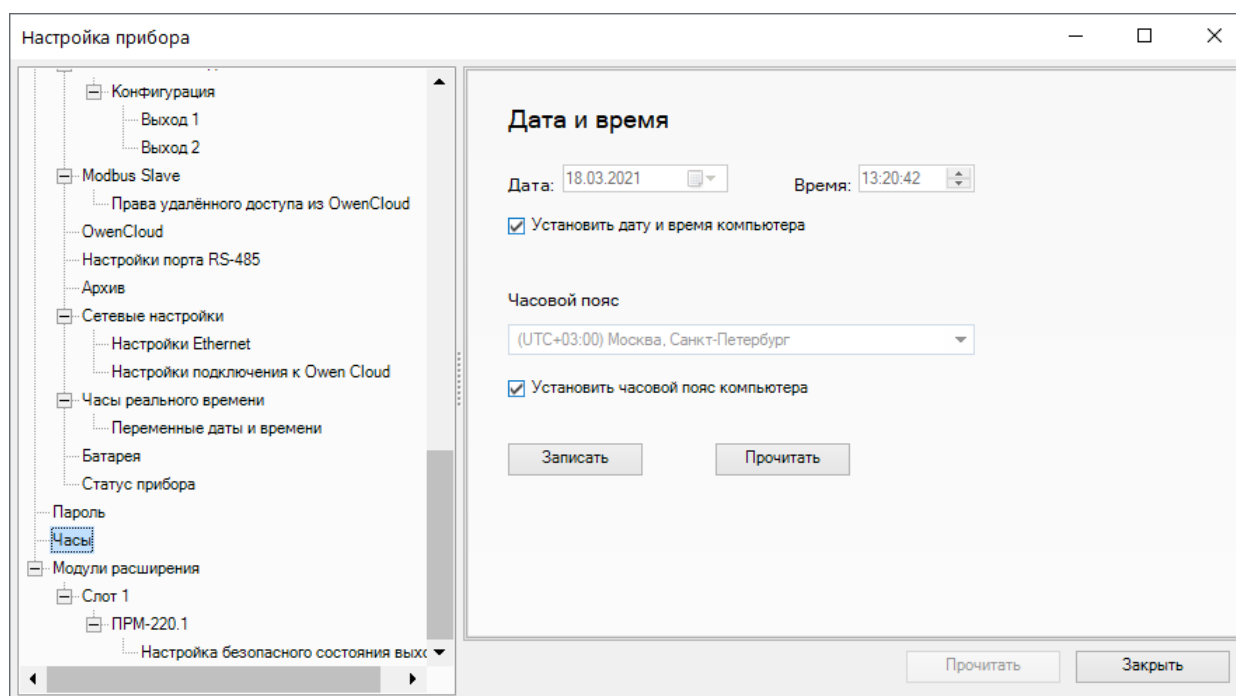 Настройка прибора
Конфигурация
Выход 1
Выход 2
Modbus Slave
Права удалённого доступа из OwenCloud
OwenCloud
Настройки порта RS-485
Архив
Сетевые настройки
Настройки Ethernet
Настройки подключения к Owen Cloud
Часы реального времени
Переменные даты и времени
Батарея
Статус прибора
Пароль
Часы
Модули расширения
Слот 1
ПРМ-220.1
Настройка безопасного состояния выхо
Дата и время
Дата: 18.03.2021 Время: 13:20:42
Установить дату и время компьютера
Часовой пояс
(UTC+03:00) Москва, Санкт-Петербург
Установить часовой пояс компьютера
Записать Прочитать
Прочитать Закрыть